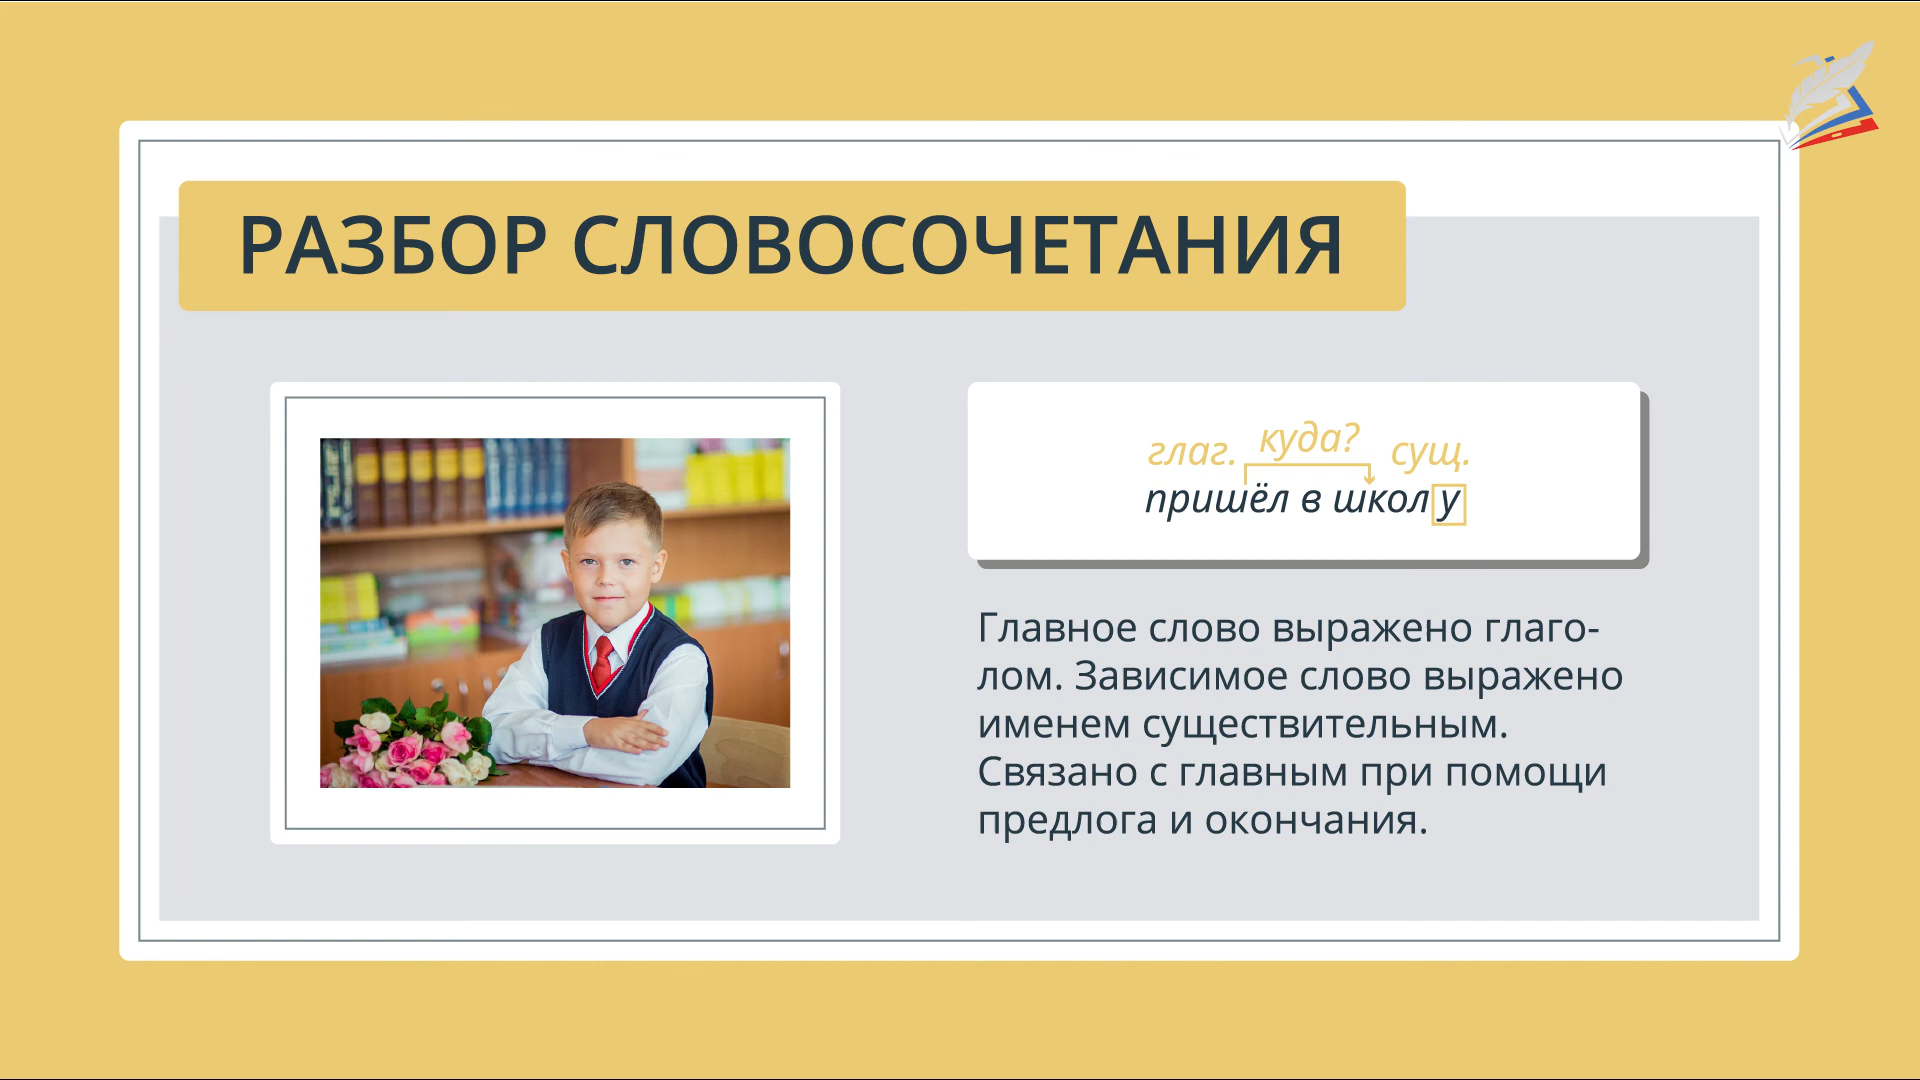 РАЗБОР СЛОВОСОЧЕТАНИЯ
глаг. куда? сущ.
пришёл в школу
Главное слово выражено глаго-
лом. Зависимое слово выражено
именем существительным.
Связано с главным при помощи
предлога и окончания.